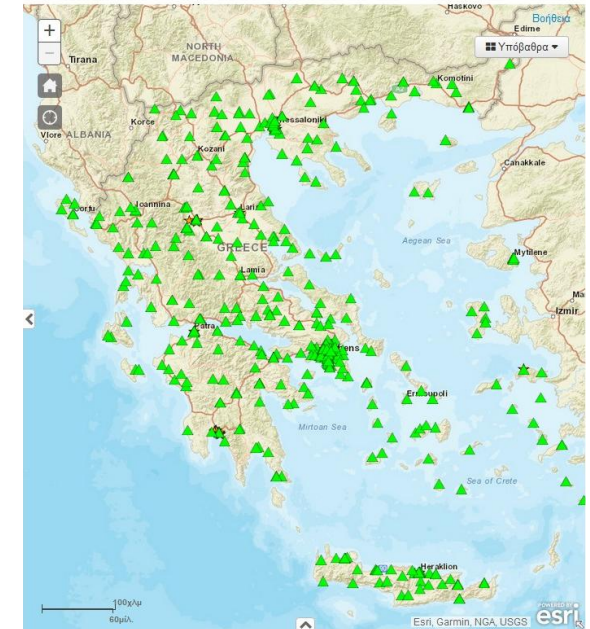 Haskovo
Βοήθεια
Edirne
Υπόβαθρα
NORTH
MACEDONIA
Tirana
Komotini
Korce
Thessaloniki
Vlore
ALBANIA
Kozani
Canakkale
Ioannina
Corfu
Aegean Sea
GREECE
Mytilene
Lamia
Izmir
Patra
Ermoupoli
Mirtoan Sea
Sea of Crete
Heraklion
100χλμ
60μίλ.
POWERED BY
esri
Esri, Garmin, NGA, USGS